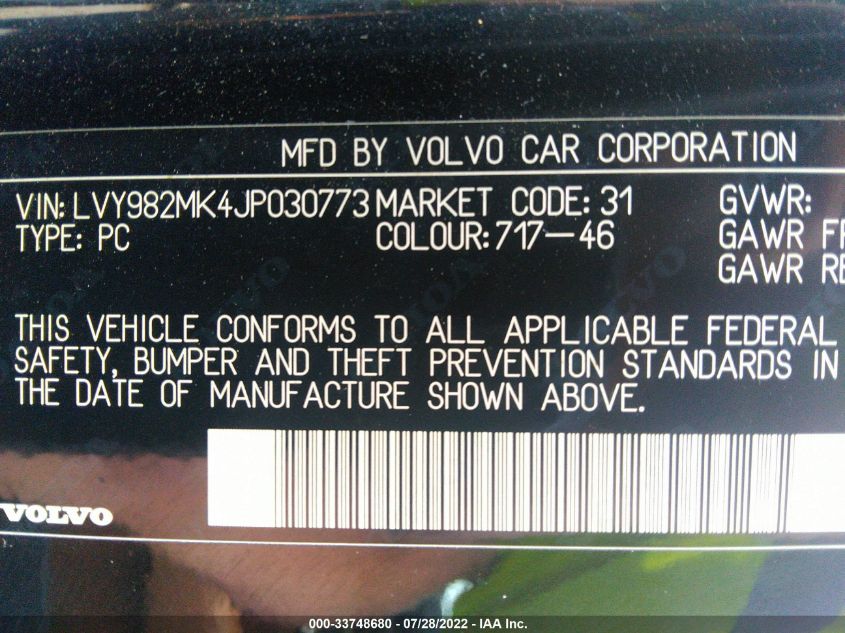 MFD BY VOLVO CAR CORPORATION
VIN: LVY982MK4JP030773 MARKET CODE: 31 GVWR:
TYPE: PC COLOUR: 717-46 GAWR FR
GAWR RE
THIS VEHICLE CONFORMS TO ALL APPLICABLE FEDERAL
SAFETY, BUMPER AND THEFT PREVENTION STANDARDS IN
THE DATE OF MANUFACTURE SHOWN ABOVE.
VOLVO
000-33748680 - 07/28/2022 - IAA Inc.